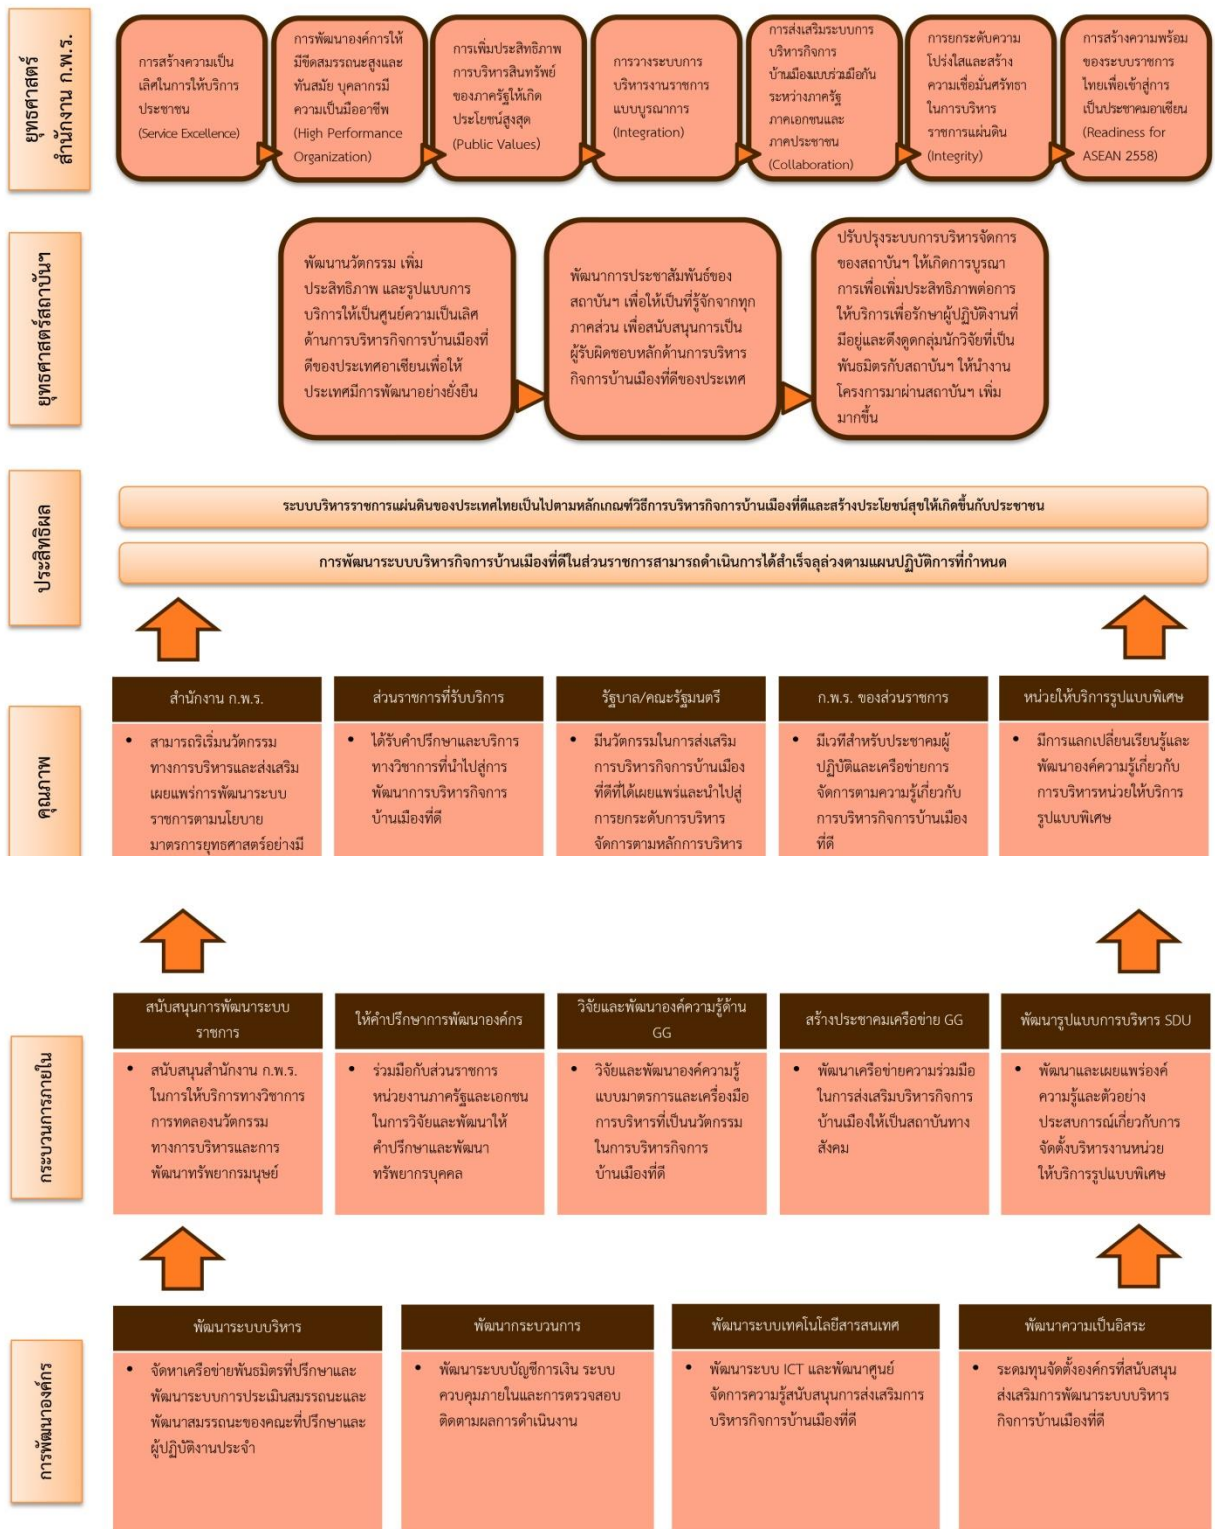 ยุทธศาสตร์
สำนักงาน ก.พ.ร.
การสร้างความเป็น
เลิศในการให้บริการ
ประชาชน
(Service Excellence)
การพัฒนาองค์การให้
มีขีดสมรรถนะสูงและ
ทันสมัย บุคลากรมี
ความเป็นมืออาชีพ
(High Performance
Organization)
การเพิ่มประสิทธิภาพ
การบริหารสินทรัพย์
ของภาครัฐให้เกิด
ประโยชน์สูงสุด
(Public Values)
การวางระบบการ
บริหารงานราชการ
แบบบูรณาการ
(Integration)
การส่งเสริมระบบการ
บริหารกิจการ
บ้านเมืองแบบร่วมมือกัน
ระหว่างภาครัฐ
ภาคเอกชนและ
ภาคประชาชน
(Collaboration)
การยกระดับความ
โปร่งใสและสร้าง
ความเชื่อมั่นศรัทธา
ในการบริหาร
ราชการแผ่นดิน
(Integrity)
การสร้างความพร้อม
ของระบบราชการ
ไทยเพื่อเข้าสู่การ
เป็นประชาคมอาเซียน
(Readiness for
ASEAN 2558)
ยุทธศาสตร์สถาบันฯ
พัฒนานวัตกรรม เพิ่ม
ประสิทธิภาพ และรูปแบบการ
บริการให้เป็นศูนย์ความเป็นเลิศ
ด้านการบริหารกิจการบ้านเมืองที่
ดีของประเทศอาเซียนเพื่อให้
ประเทศมีการพัฒนาอย่างยั่งยืน
พัฒนาการประชาสัมพันธ์ของ
สถาบันฯ เพื่อให้เป็นที่รู้จักจากทุก
ภาคส่วน เพื่อสนับสนุนการเป็น
ผู้รับผิดชอบหลักด้านการบริหาร
กิจการบ้านเมืองที่ดีของประเทศ
ปรับปรุงระบบการบริหารจัดการ
ของสถาบันฯ ให้เกิดการบูรณา
การเพื่อเพิ่มประสิทธิภาพต่อการ
ให้บริการเพื่อรักษาผู้ปฏิบัติงานที่
มีอยู่และดึงดูดกลุ่มนักวิจัยที่เป็น
พันธมิตรกับสถาบันฯ ให้นำงาน
โครงการมาผ่านสถาบันฯ เพิ่ม
มากขึ้น
ประสิทธิผล
ระบบบริหารราชการแผ่นดินของประเทศไทยเป็นไปตามหลักเกณฑ์วิธีการบริหารกิจการบ้านเมืองที่ดีและสร้างประโยชน์สุขให้เกิดขึ้นกับประชาชน
การพัฒนาระบบบริหารกิจการบ้านเมืองที่ดีในส่วนราชการสามารถดำเนินการได้สำเร็จลุล่วงตามแผนปฏิบัติการที่กำหนด
คุณภาพ
สำนักงาน ก.พ.ร.
• สามารถริเริ่มนวัตกรรม
ทางการบริหารและส่งเสริม
เผยแพร่การพัฒนาระบบ
ราชการตามนโยบาย
มาตรการยุทธศาสตร์อย่างมี
ส่วนราชการที่รับบริการ
• ได้รับคำปรึกษาและบริการ
ทางวิชาการที่นำไปสู่การ
พัฒนาการบริหารกิจการ
บ้านเมืองที่ดี
รัฐบาล/คณะรัฐมนตรี
• มีนวัตกรรมในการส่งเสริม
การบริหารกิจการบ้านเมือง
ที่ดีที่ได้เผยแพร่และนำไปสู่
การยกระดับการบริหาร
จัดการตามหลักการบริหาร
ก.พ.ร. ของส่วนราชการ
• มีเวทีสำหรับประชาคมผู้
ปฏิบัติและเครือข่ายการ
จัดการตามความรู้เกี่ยวกับ
การบริหารกิจการบ้านเมือง
ที่ดี
หน่วยให้บริการรูปแบบพิเศษ
• มีการแลกเปลี่ยนเรียนรู้และ
พัฒนาองค์ความรู้เกี่ยวกับ
การบริหารหน่วยให้บริการ
รูปแบบพิเศษ
กระบวนการภายใน
สนับสนุนการพัฒนาระบบ
ราชการ
• สนับสนุนสำนักงาน ก.พ.ร.
ในการให้บริการทางวิชาการ
การทดลองนวัตกรรม
ทางการบริหารและการ
พัฒนาทรัพยากรมนุษย์
ให้คำปรึกษาการพัฒนาองค์กร
• ร่วมมือกับส่วนราชการ
หน่วยงานภาครัฐและเอกชน
ในการวิจัยและพัฒนาให้
คำปรึกษาและพัฒนา
ทรัพยากรบุคคล
วิจัยและพัฒนาองค์ความรู้ด้าน
GG
• วิจัยและพัฒนาองค์ความรู้
แบบมาตรการและเครื่องมือ
การบริหารที่เป็นนวัตกรรม
ในการบริหารกิจการ
บ้านเมืองที่ดี
สร้างประชาคมเครือข่าย GG
• พัฒนาเครือข่ายความร่วมมือ
ในการส่งเสริมบริหารกิจการ
บ้านเมืองให้เป็นสถาบันทาง
สังคม
พัฒนารูปแบบการบริหาร SDU
• พัฒนาและเผยแพร่องค์
ความรู้และตัวอย่าง
ประสบการณ์เกี่ยวกับการ
จัดตั้งบริหารงานหน่วย
ให้บริการรูปแบบพิเศษ
การพัฒนาองค์กร
พัฒนาระบบบริหาร
• จัดหาเครือข่ายพันธมิตรที่ปรึกษาและ
พัฒนาระบบการประเมินสมรรถนะและ
พัฒนาสมรรถนะของคณะที่ปรึกษาและ
ผู้ปฏิบัติงานประจำ
พัฒนากระบวนการ
• พัฒนาระบบบัญชีการเงิน ระบบ
ควบคุมภายในและการตรวจสอบ
ติดตามผลการดำเนินงาน
พัฒนาระบบเทคโนโลยีสารสนเทศ
• พัฒนาระบบ ICT และพัฒนาศูนย์
จัดการความรู้สนับสนุนการส่งเสริมการ
บริหารกิจการบ้านเมืองที่ดี
พัฒนาความเป็นอิสระ
• ระดมทุนจัดตั้งองค์กรที่สนับสนุน
ส่งเสริมการพัฒนาระบบบริหาร
กิจการบ้านเมืองที่ดี